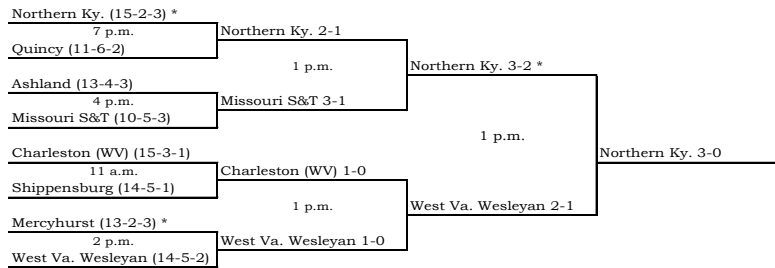 Northern Ky. (15-2-3) *
7 p.m.
Quincy (11-6-2)
Northern Ky. 2-1
1 p.m.
Ashland (13-4-3)
4 p.m.
Missouri S&T (10-5-3)
Missouri S&T 3-1
Northern Ky. 3-2 *
1 p.m.
Northern Ky. 3-0
Charleston (WV) (15-3-1)
11 a.m.
Shippensburg (14-5-1)
Charleston (WV) 1-0
1 p.m.
West Va. Wesleyan 2-1
Mercyhurst (13-2-3) *
2 p.m.
West Va. Wesleyan (14-5-2)
West Va. Wesleyan 1-0